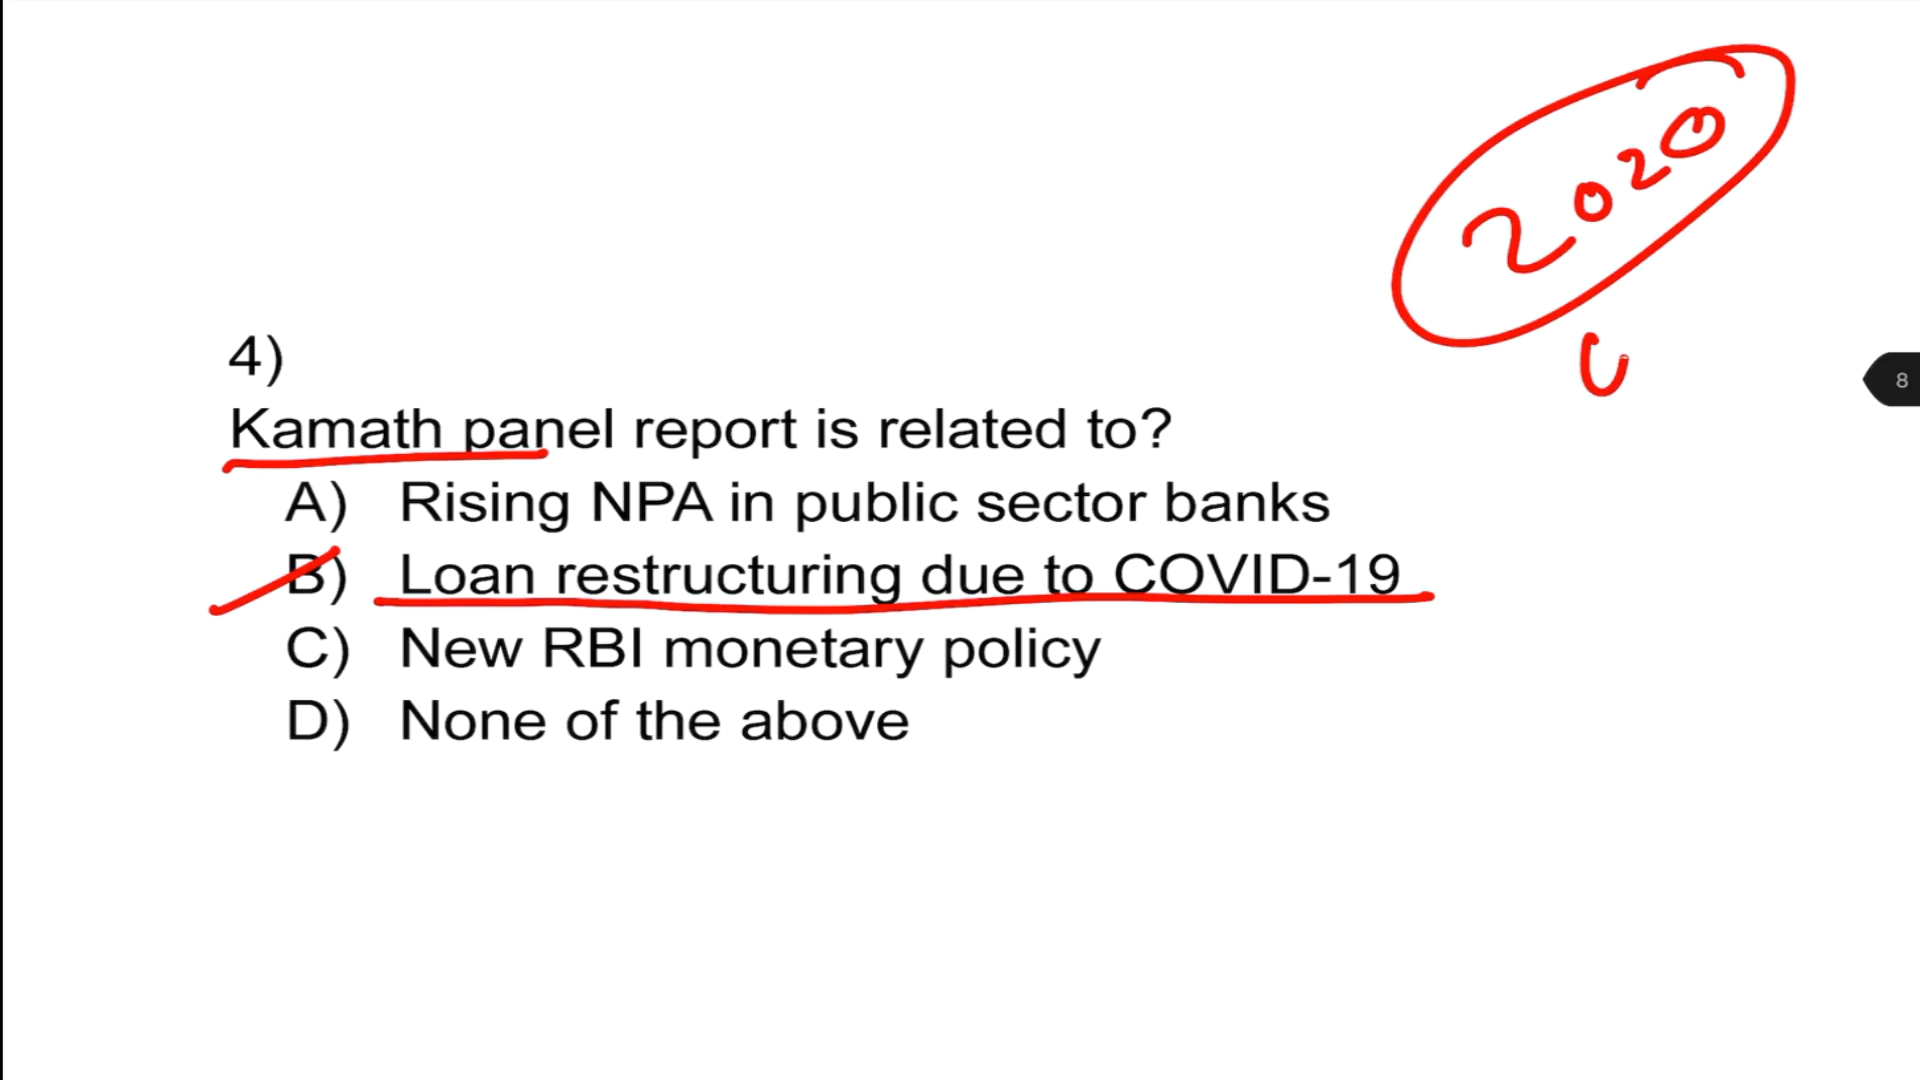 2020
4)
Kamath panel report is related to?
A) Rising NPA in public sector banks
B) Loan restructuring due to COVID-19
C) New RBI monetary policy
D) None of the above
8